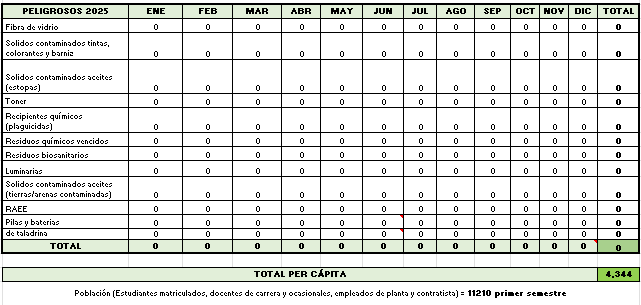 PELIGROSOS 2025 ENE FEB MAR ABR MAY JUN JUL AGO SEP OCT NOV DIC TOTAL
Fibra de vidrio 0 0 0 0 0 0 0 0 0 0 0 0 0
Solidos contaminados tintas,
colorantes y barniz 0 0 0 0 0 0 0 0 0 0 0 0 0
Solidos contaminados aceites
(estopas) 0 0 0 0 0 0 0 0 0 0 0 0 0
Toner 0 0 0 0 0 0 0 0 0 0 0 0 0
Recipientes químicos
(plaguicidas) 0 0 0 0 0 0 0 0 0 0 0 0 0
Residuos químicos vencidos 0 0 0 0 0 0 0 0 0 0 0 0 0
Residuos biosanitarios 0 0 0 0 0 0 0 0 0 0 0 0 0
Luminarias 0 0 0 0 0 0 0 0 0 0 0 0 0
Solidos contaminados aceites
(tierras/arenas contaminadas) 0 0 0 0 0 0 0 0 0 0 0 0 0
RAEE 0 0 0 0 0 0 0 0 0 0 0 0 0
Pilas y baterias 0 0 0 0 0 0 0 0 0 0 0 0 0
de taladrina 0 0 0 0 0 0 0 0 0 0 0 0 0
TOTAL 0 0 0 0 0 0 0 0 0 0 0 0 0
TOTAL PER CÁPITA 4,344
Población (Estudiantes matriculados, docentes de carrera y ocasionales, empleados de planta y contratista) = 11210 primer semestre